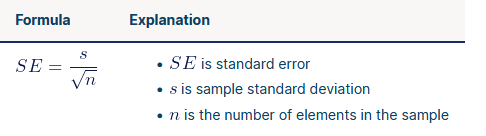 Formula Explanation
SE = s/√n
• SE is standard error
• s is sample standard deviation
• n is the number of elements in the sample